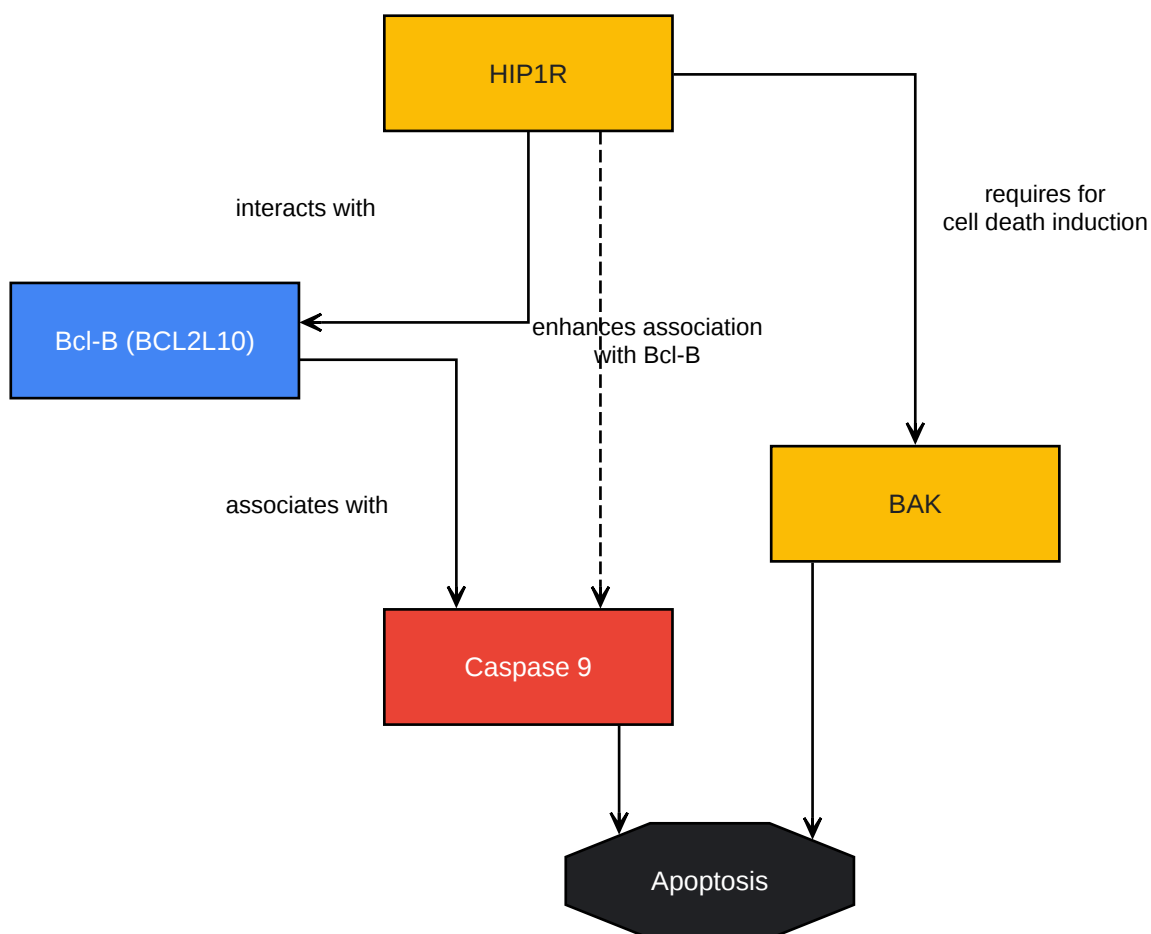 HIP1R
interacts with
requires for
cell death induction
Bcl-B (BCL2L10)
enhances association
with Bcl-B
associates with
BAK
Caspase 9
Apoptosis